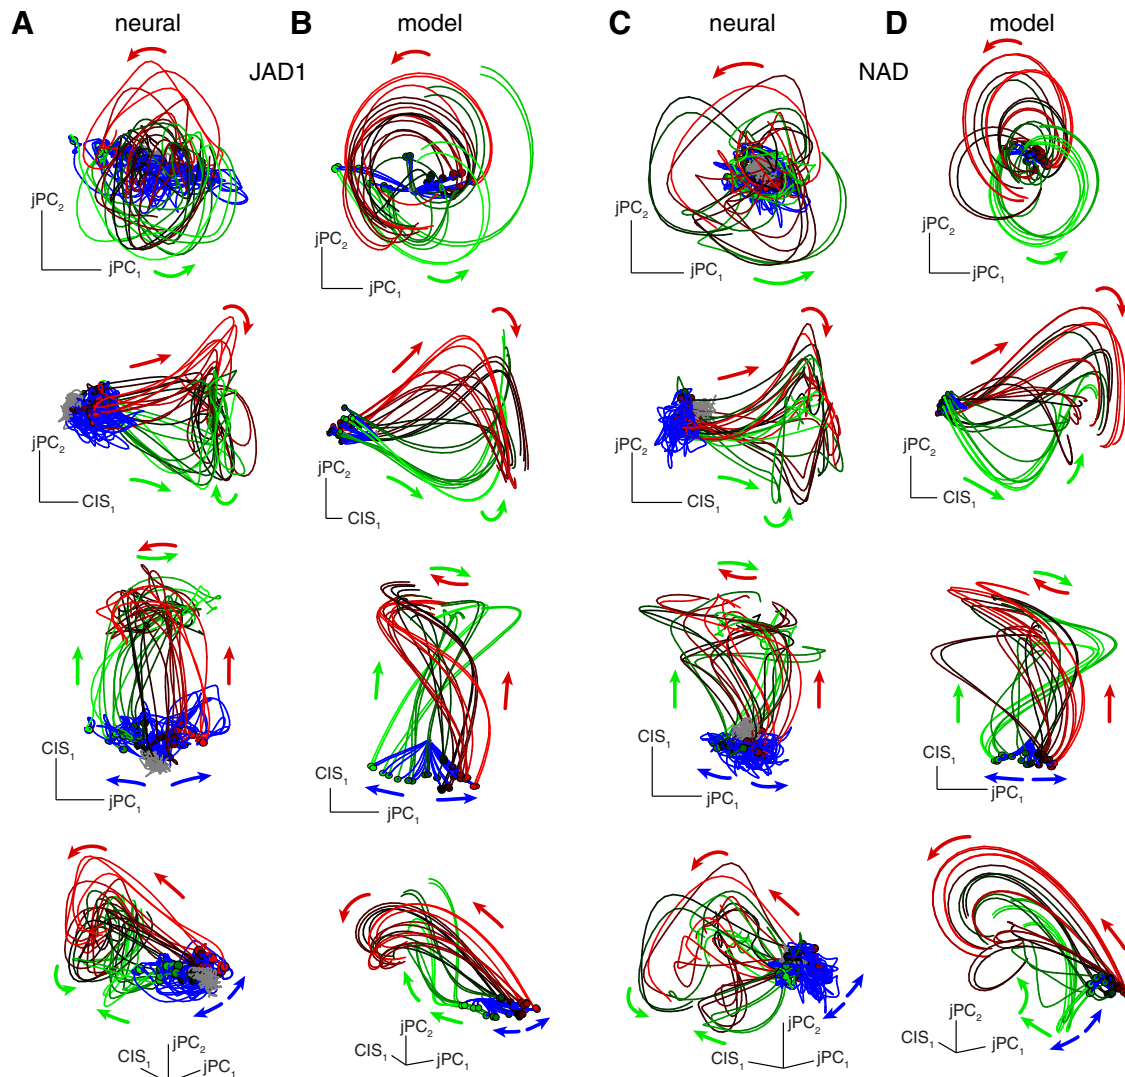 A neural B model C neural D model
JAD1 NAD
jPC2 jPC1 jPC2 jPC1 jPC2 jPC1 jPC2 jPC1
jPC2 CIS1 jPC2 CIS1 jPC2 CIS1 jPC2 CIS1
CIS1 jPC1 CIS1 jPC1 CIS1 jPC1 CIS1 jPC1
CIS1 jPC2 jPC1 CIS1 jPC2 jPC1 CIS1 jPC2 jPC1 CIS1 jPC2 jPC1